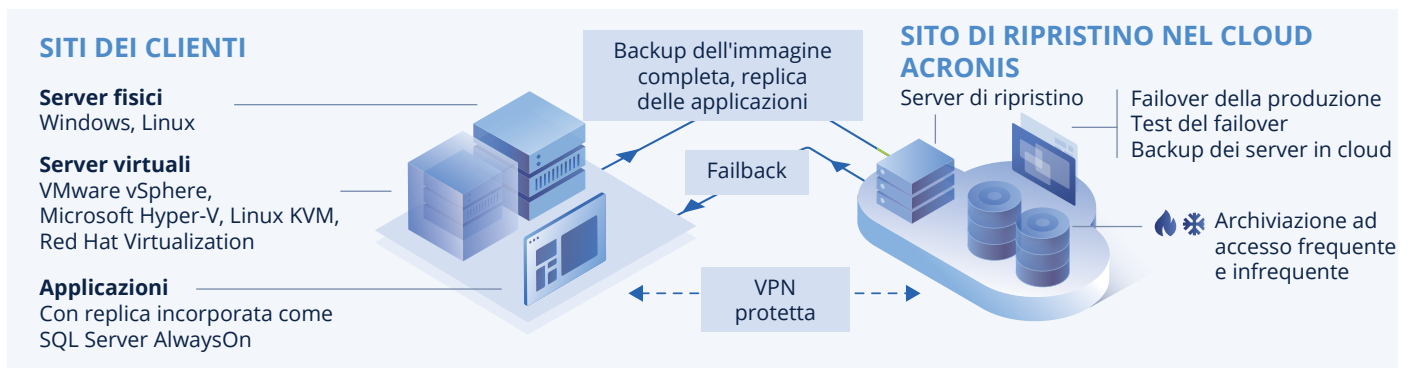 SITI DEI CLIENTI
Server fisici
Windows, Linux
Server virtuali
VMware vSphere,
Microsoft Hyper-V, Linux KVM,
Red Hat Virtualization
Applicazioni
Con replica incorporata come
SQL Server AlwaysOn
Backup dell'immagine
completa, replica
delle applicazioni
Failback
VPN
protetta
SITO DI RIPRISTINO NEL CLOUD
ACRONIS
Server di ripristino
Failover della produzione
Test del failover
Backup dei server in cloud
Archiviazione ad
accesso frequente
e infrequente